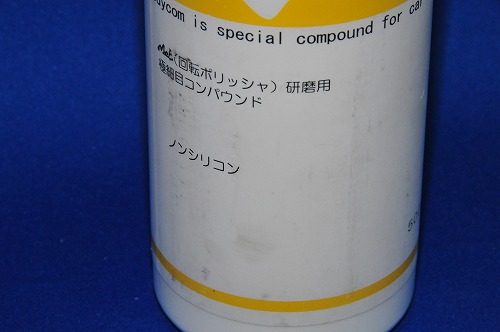 is special compound for car
(回転ポリッシャ) 研磨用
極細目コンパウンド
ノンシリコン